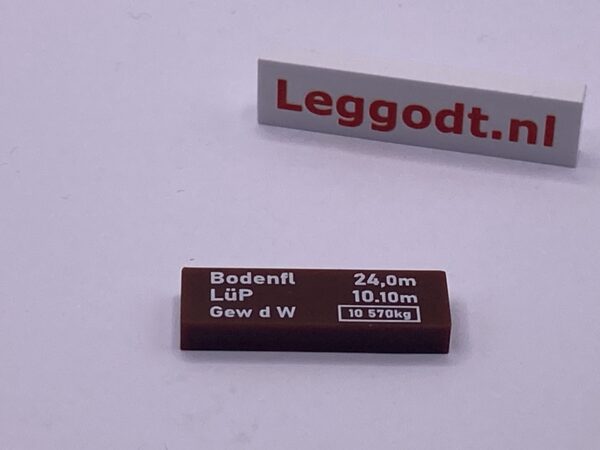 Leggodt.nl
Bodenfl 24,0m
LüP 10.10m
Gew d W 10 570kg